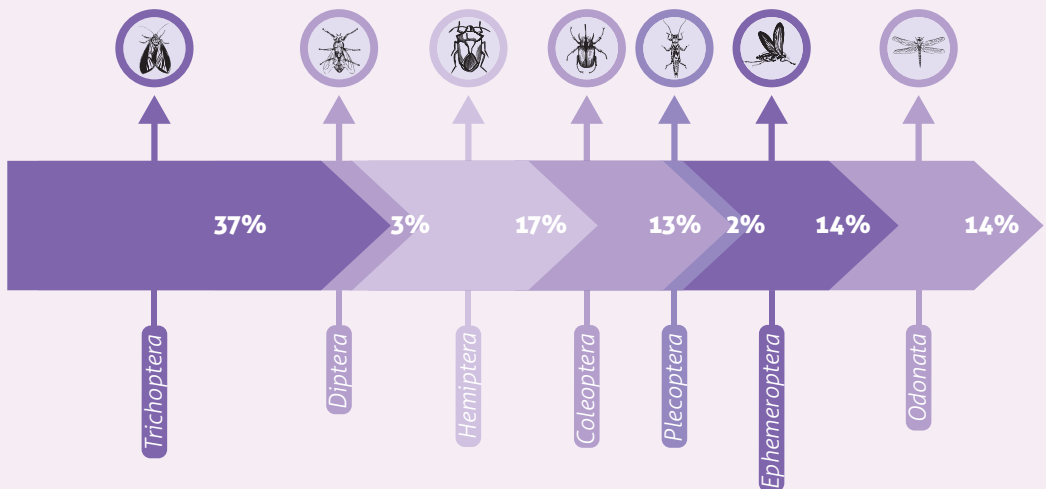 37%
3%
17%
13%
2%
14%
14%
Trichoptera
Diptera
Hemiptera
Coleoptera
Plecoptera
Ephemeroptera
Odonata